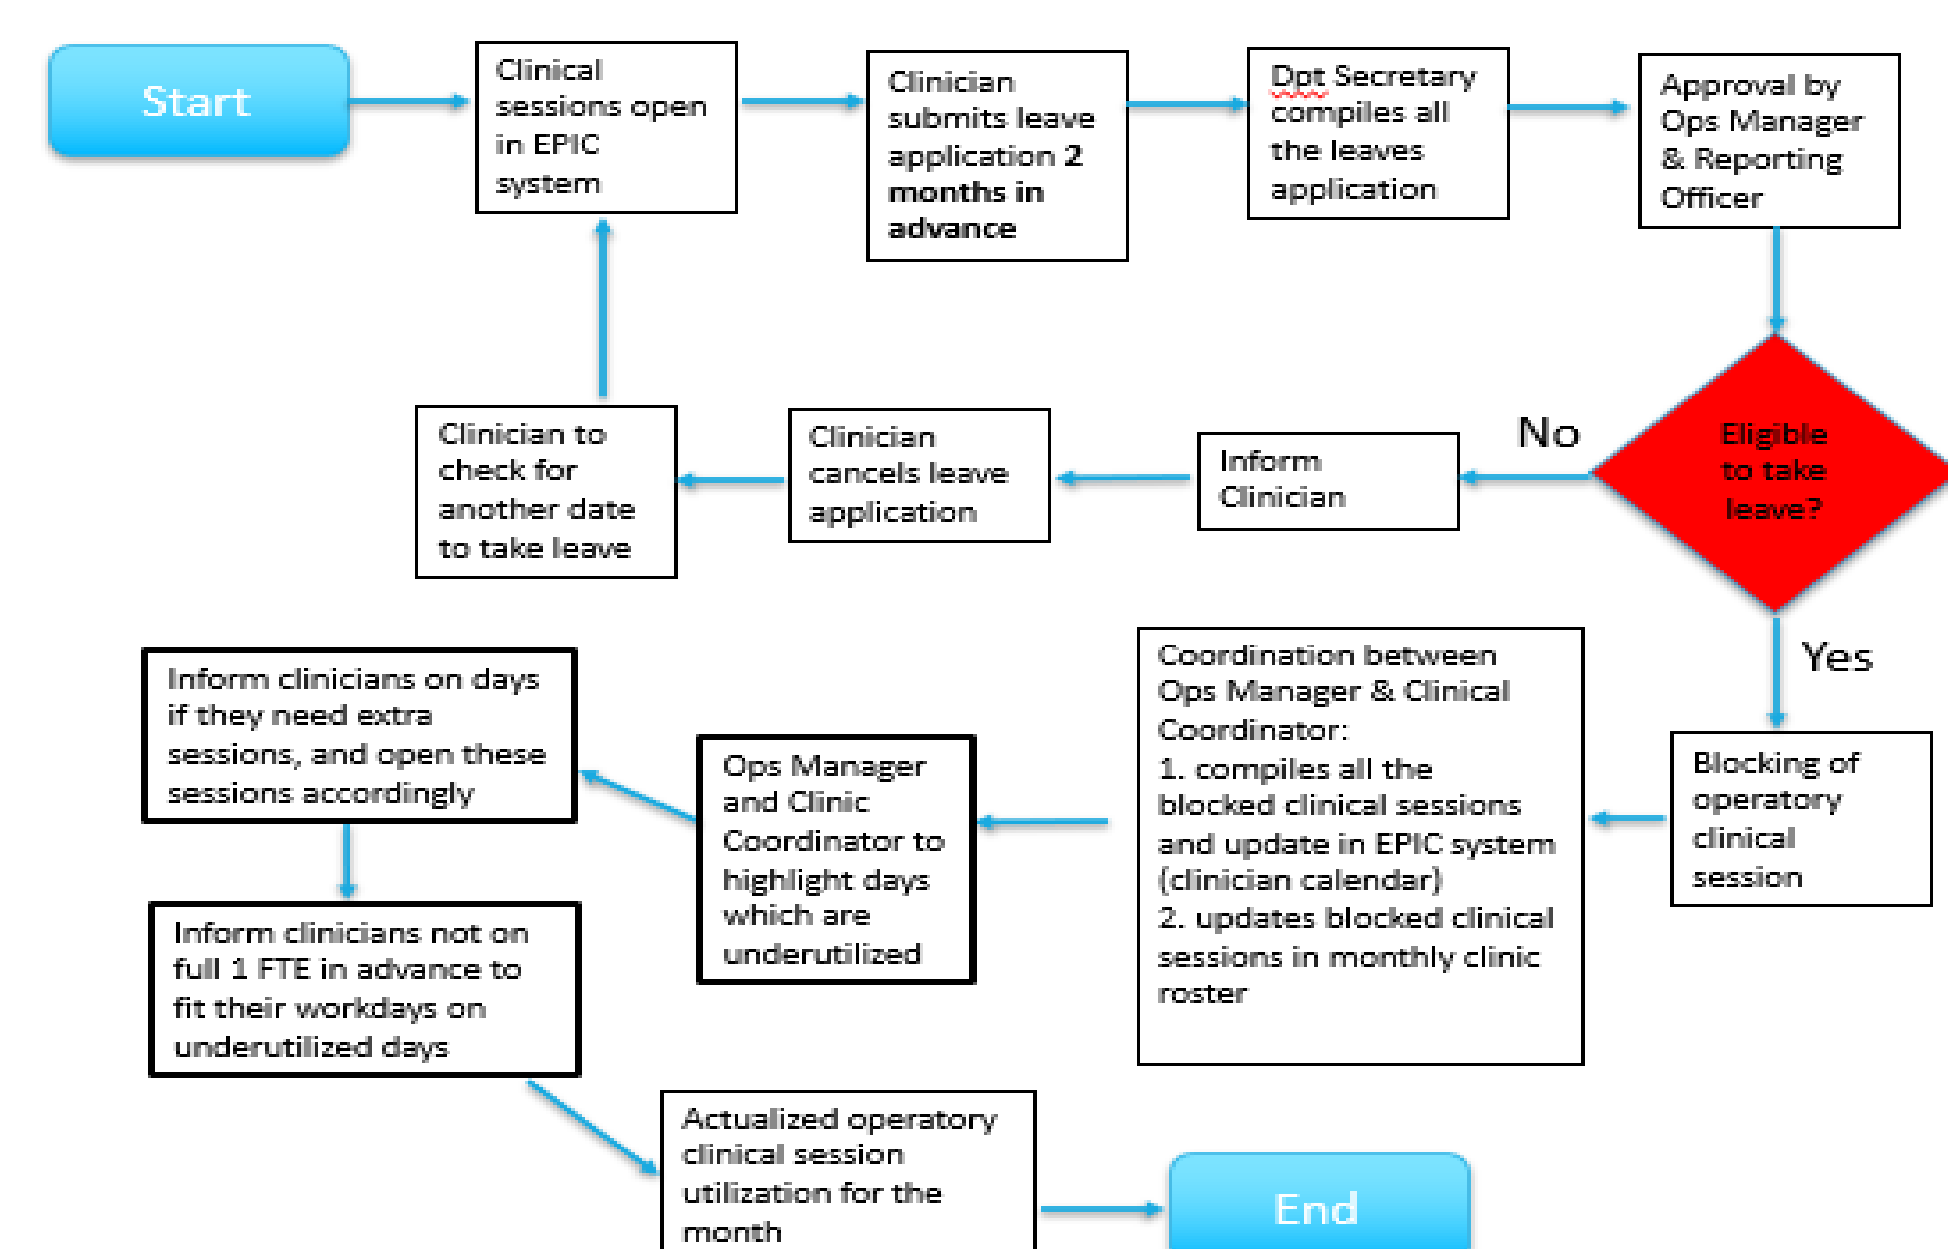 Start
Clinical
sessions open
in EPIC
system
Clinician
submits leave
application 2
months in
advance
Dpt Secretary
compiles all
the leaves
application
Approval by
Ops Manager
& Reporting
Officer
Eligible
to take
leave?
No
Inform
Clinician
Clinician
cancels leave
application
Clinician to
check for
another date
to take leave
Yes
Blocking of
operatory
clinical
session
Coordination between
Ops Manager & Clinical
Coordinator:
1. compiles all the
blocked clinical sessions
and update in EPIC system
(clinician calendar)
2. updates blocked clinical
sessions in monthly clinic
roster
Ops Manager
and Clinic
Coordinator to
highlight days
which are
underutilized
Inform clinicians on days
if they need extra
sessions, and open these
sessions accordingly
Inform clinicians not on
full 1 FTE in advance to
fit their workdays on
underutilized days
Actualized operatory
clinical session
utilization for the
month
End